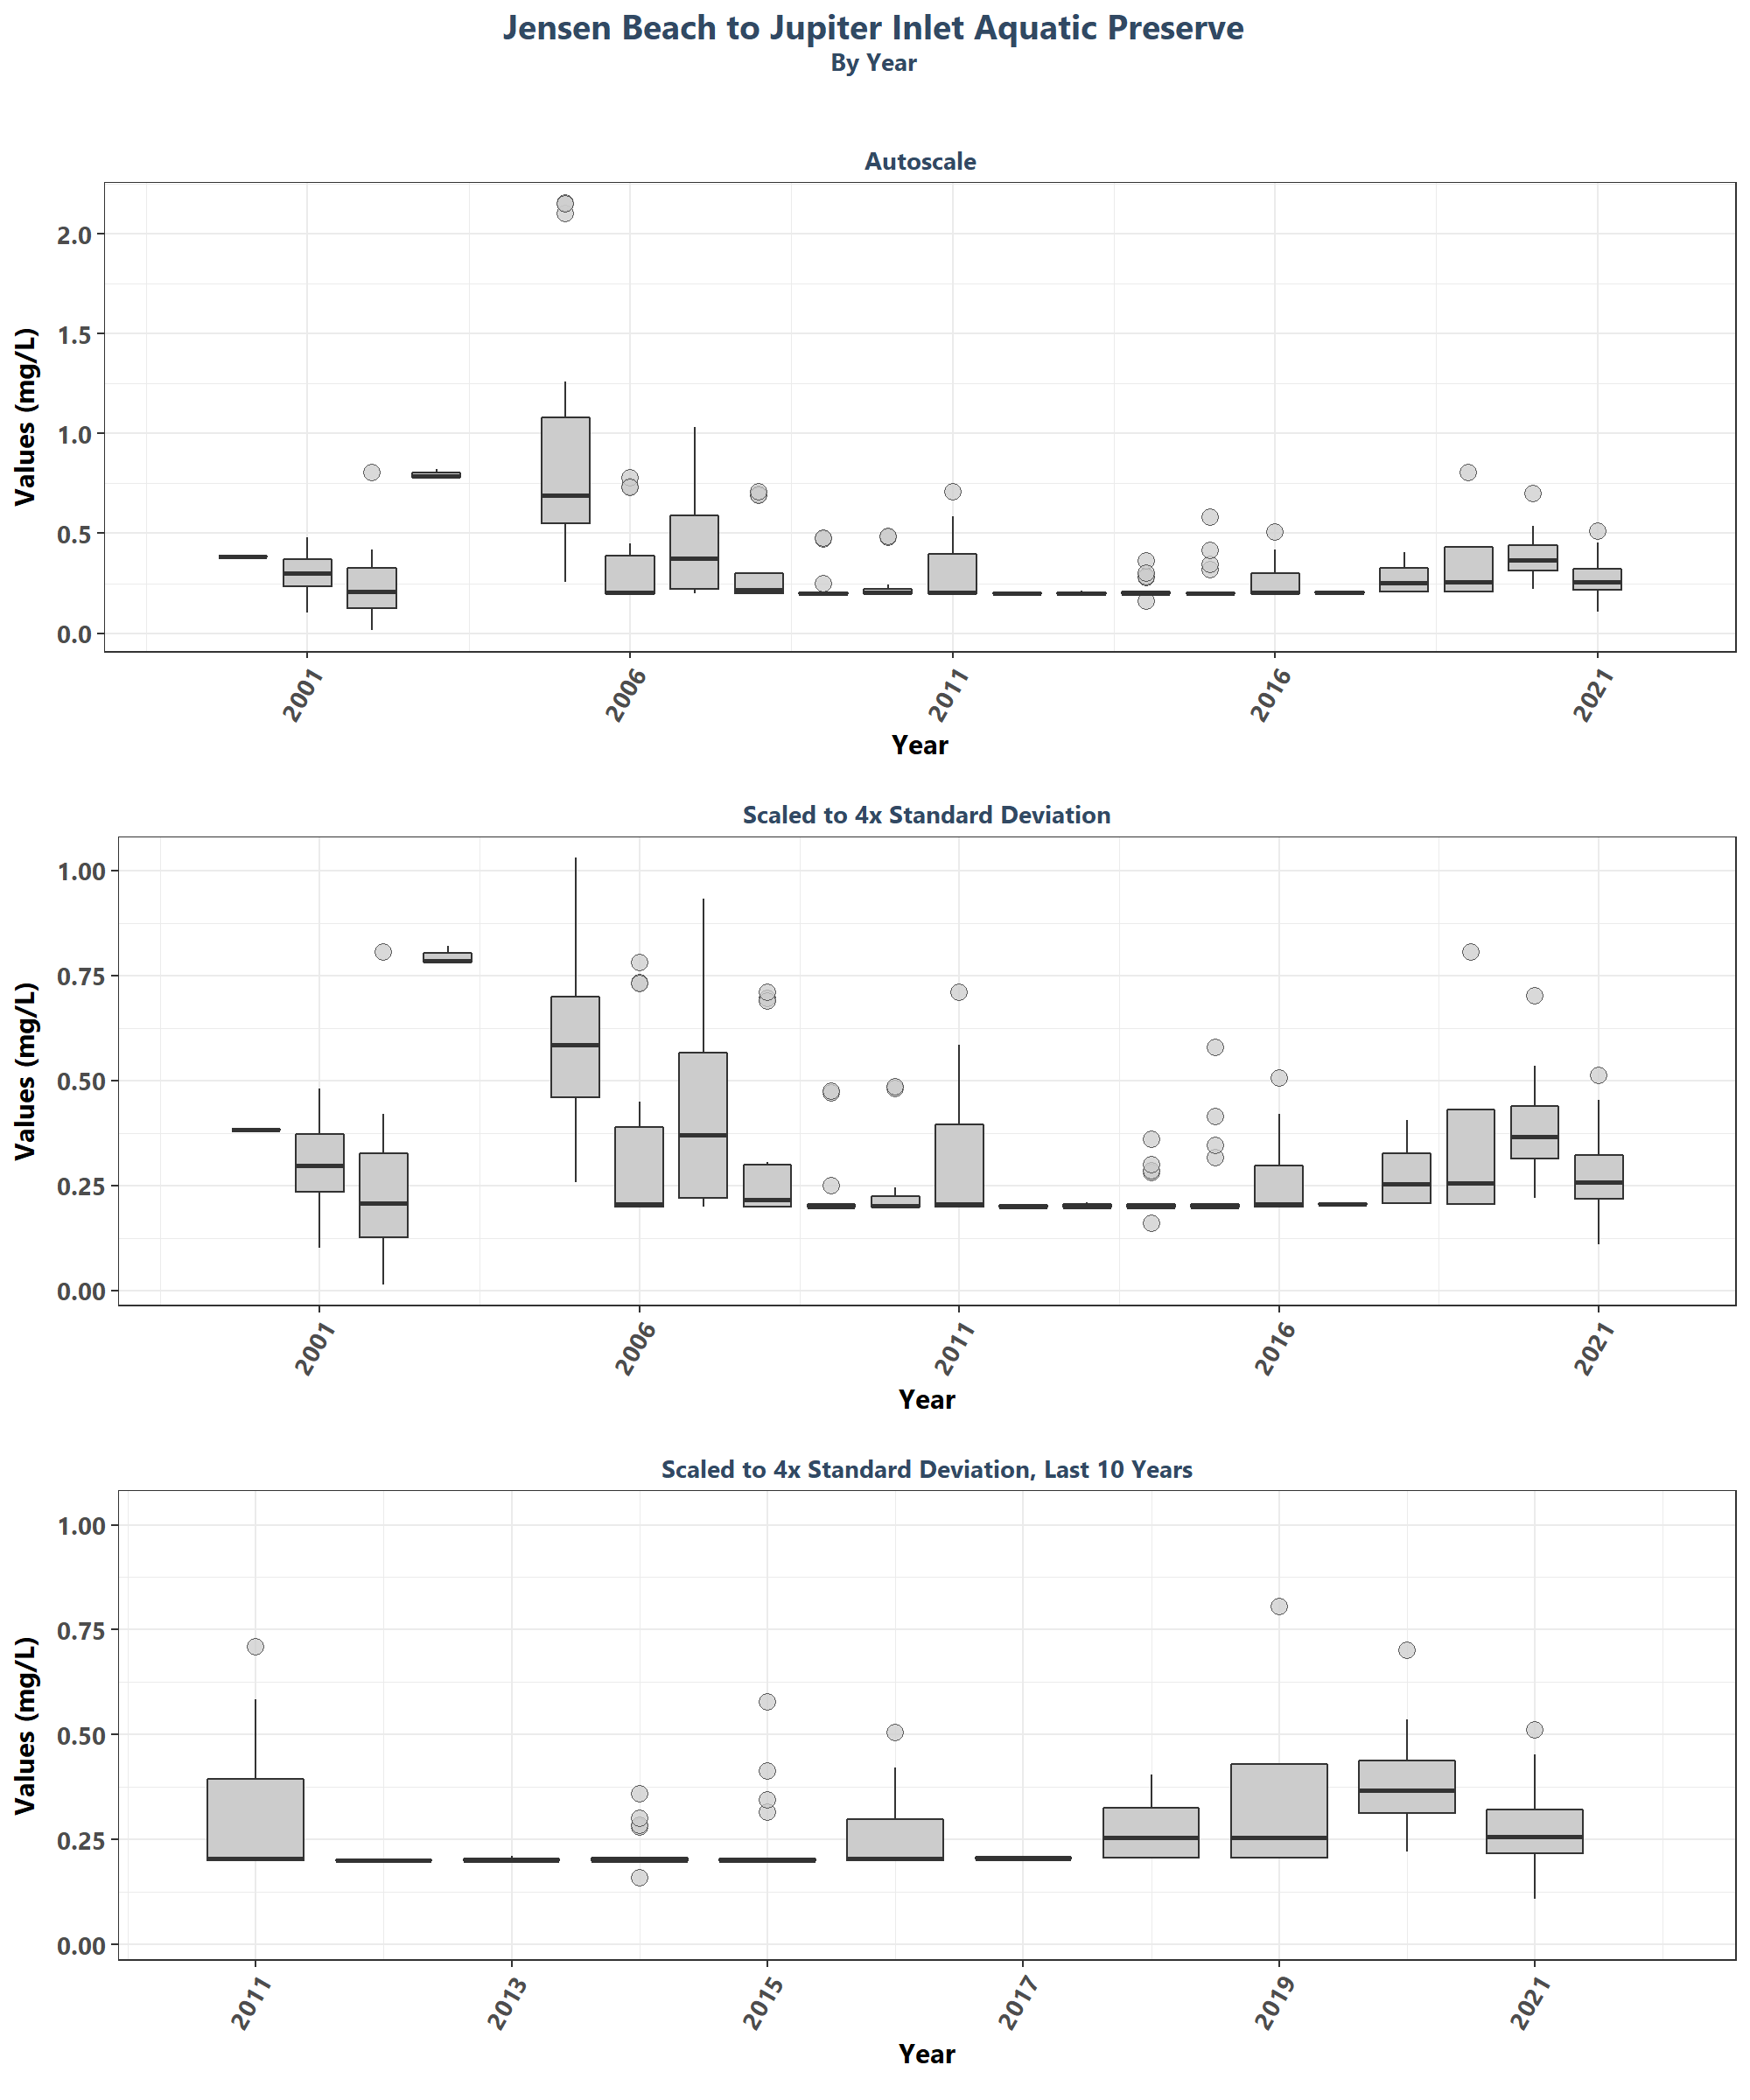 Jensen Beach to Jupiter Inlet Aquatic Preserve
By Year
Autoscale
Values (mg/L)
2.0
1.5
1.0
0.5
0.0
2001 2006 2011 2016 2021
Year
Scaled to 4x Standard Deviation
Values (mg/L)
1.00
0.75
0.50
0.25
0.00
2001 2006 2011 2016 2021
Year
Scaled to 4x Standard Deviation, Last 10 Years
Values (mg/L)
1.00
0.75
0.50
0.25
0.00
2011 2013 2015 2017 2019 2021
Year